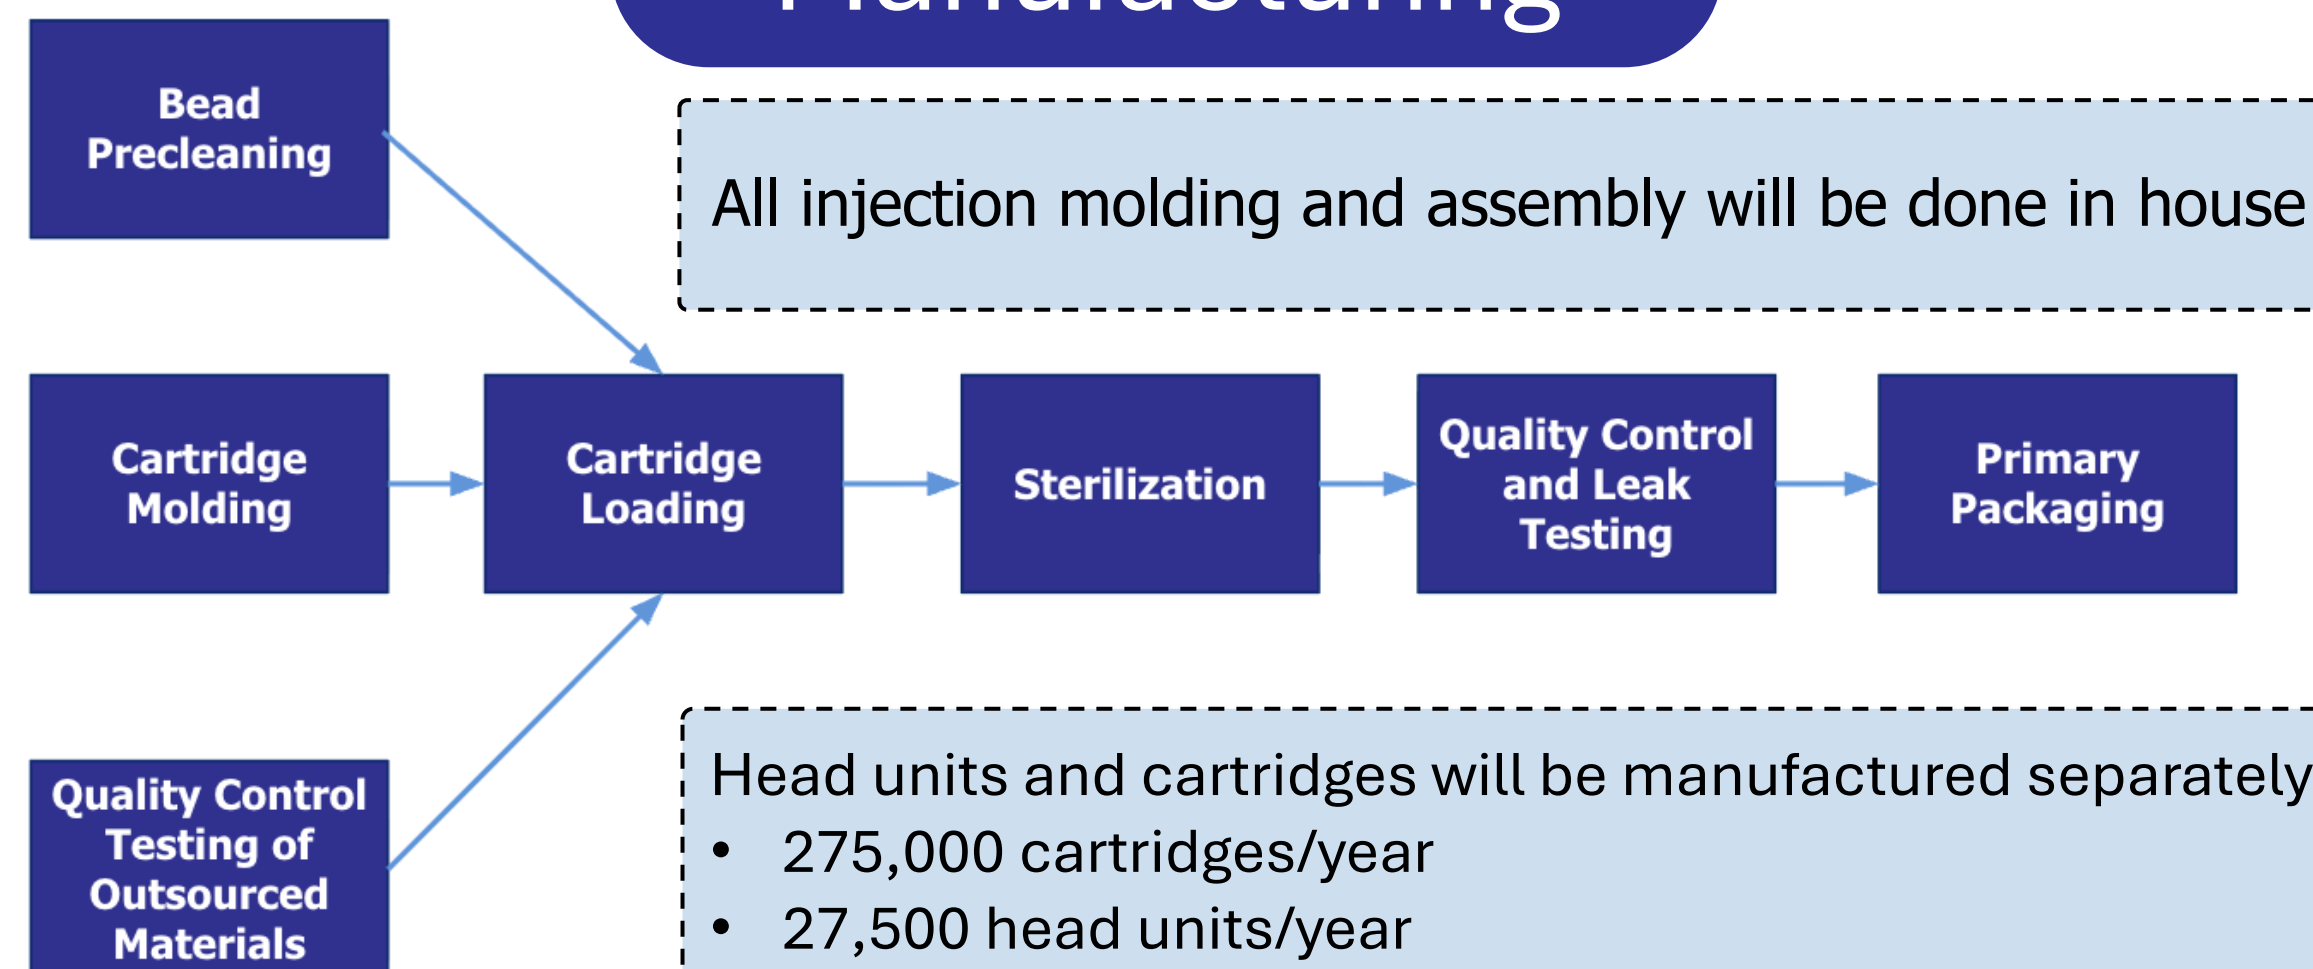 Manufacturing
Bead
Precleaning
All injection molding and assembly will be done in house
Cartridge
Molding
Cartridge
Loading
Sterilization
Quality Control
and Leak
Testing
Primary
Packaging
Quality Control
Testing of
Outsourced
Materials
Head units and cartridges will be manufactured separately
• 275,000 cartridges/year
• 27,500 head units/year